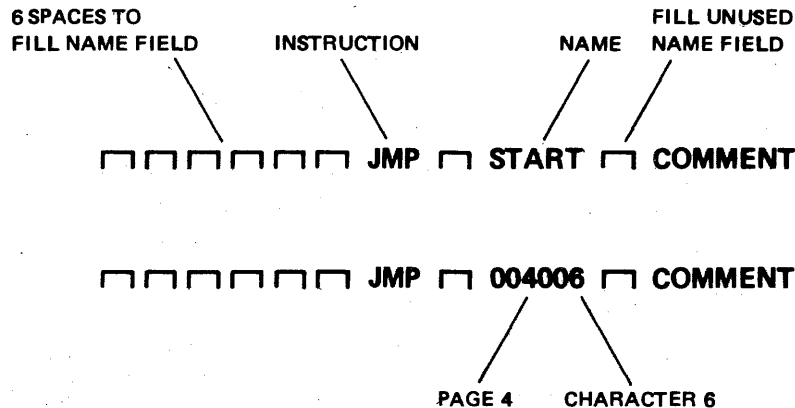 6 SPACES TO
FILL NAME FIELD
INSTRUCTION
NAME
FILL UNUSED
NAME FIELD
JMP START COMMENT
JMP 004006 COMMENT
PAGE 4 CHARACTER 6